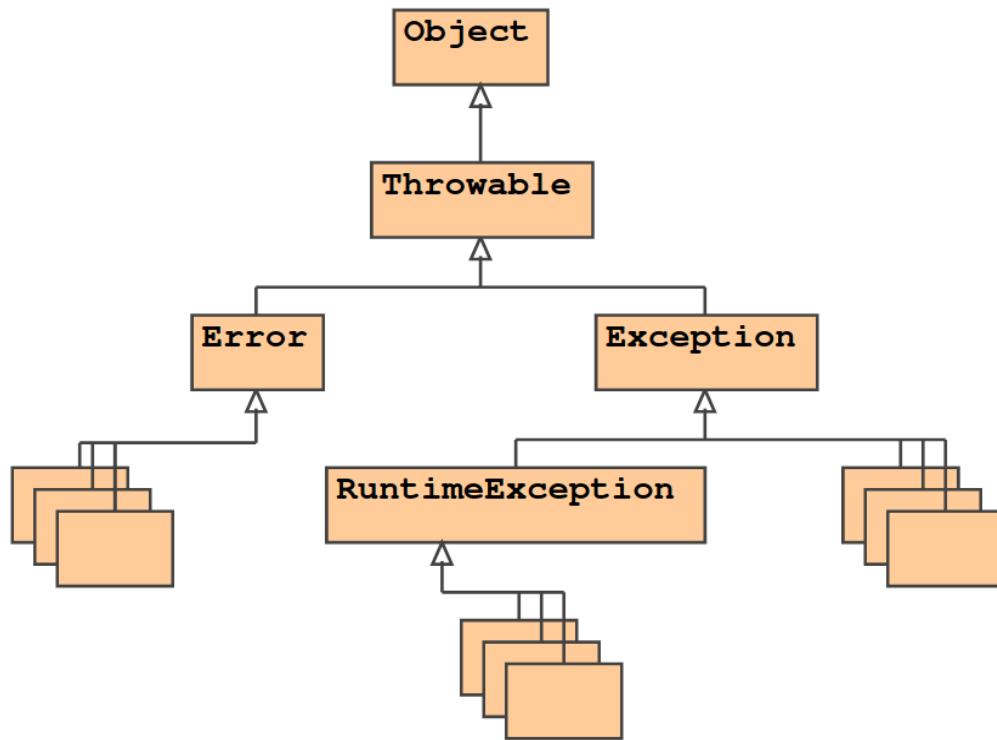 Object
Throwable
Error
Exception
RuntimeException